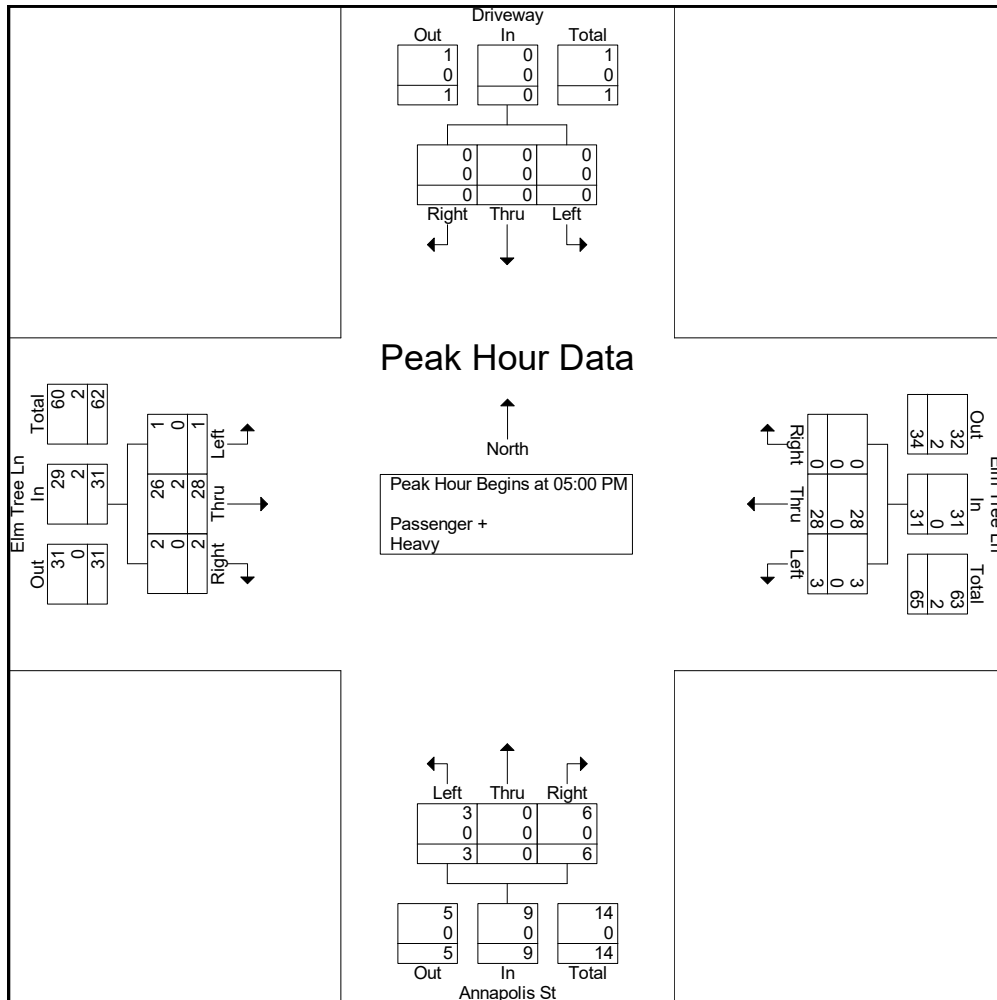 Driveway
Out In Total
1 0 1
0 0 0
1 0 1
0 0 0
0 0 0
0 0 0
Right Thru Left
Peak Hour Data
North
Peak Hour Begins at 05:00 PM
Passenger +
Heavy
Elm Tree Ln
Out In Total
31 29 60
0 2 2
31 31 62
Right Thru Left
2 26 1
0 2 0
2 28 1
Elm Tree Ln
Out In Total
32 31 63
2 0 2
34 31 65
Right Thru Left
0 28 3
0 0 0
0 28 3
Left Thru Right
3 0 6
0 0 0
3 0 6
5 9 14
0 0 0
5 9 14
Out In Total
Annapolis St